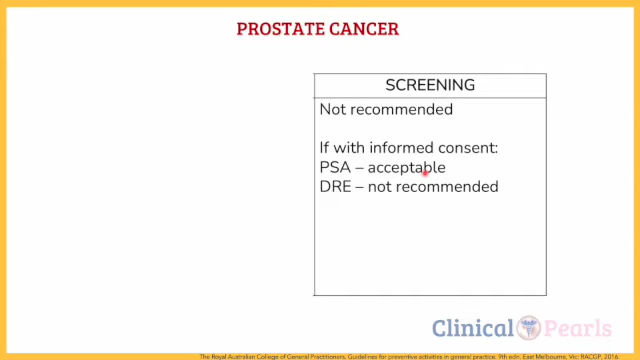 PROSTATE CANCER
SCREENING
Not recommended
If with informed consent:
PSA – acceptable
DRE – not recommended
Clinical Pearls
The Royal Australian College of General Practitioners. Guidelines for preventive activities in general practice. 9th edn. East Melbourne, Vic: RACGP, 2016